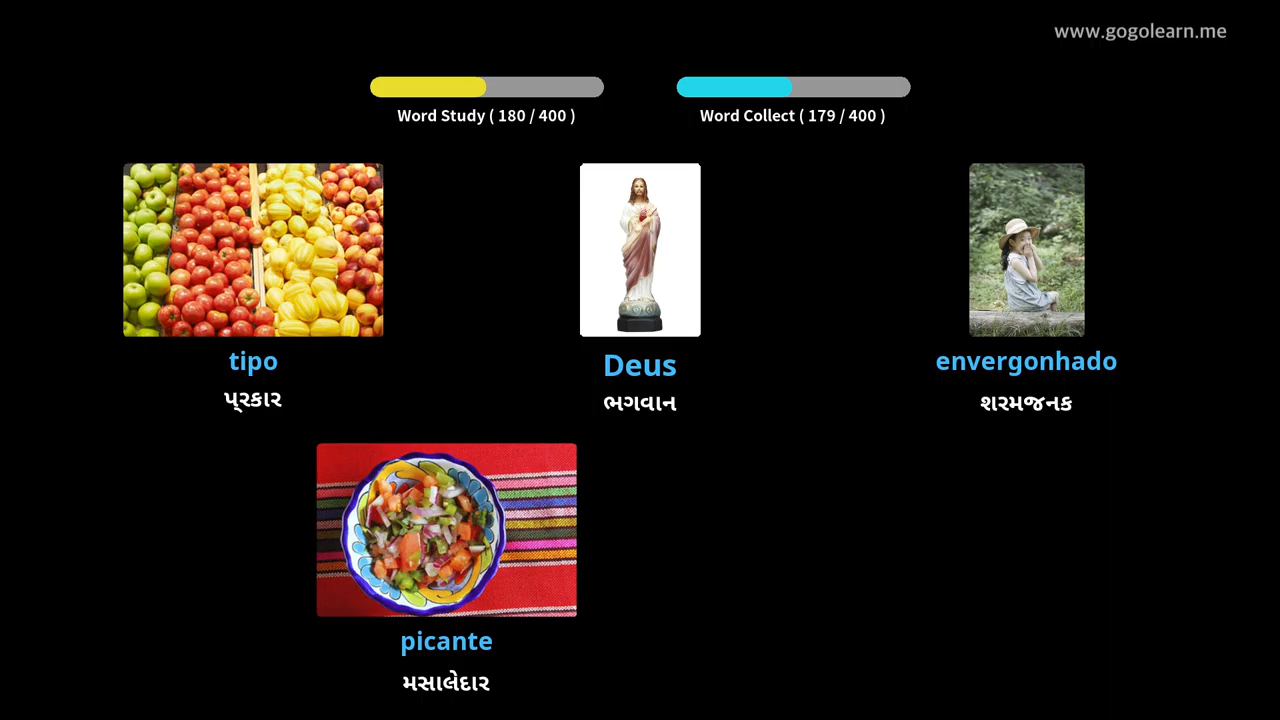 www.gogolearn.me
Word Study ( 180 / 400 )
Word Collect ( 179 / 400 )
tipo
પ્રકાર
Deus
ભગવાન
envergonhado
શરમજનક
picante
મસાલેદાર